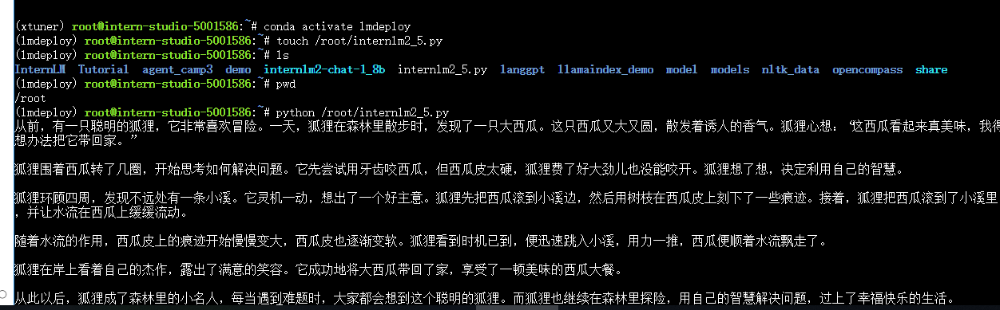 (xtuner) root@intern-studio-5001586:~# conda activate lmdeploy
(lmdeploy) root@intern-studio-5001586:~# touch /root/internlm2_5.py
(lmdeploy) root@intern-studio-5001586:~# ls
InternLM Tutorial agent_camp3 demo internlm2-chat-1_8b internlm2_5.py langgpt llamaindex_demo model models nltk_data opencompass share
(lmdeploy) root@intern-studio-5001586:~# pwd
/root
(lmdeploy) root@intern-studio-5001586:~# python /root/internlm2_5.py
从前，有一只聪明的狐狸，它非常喜欢冒险。一天，狐狸在森林里散步时，发现了一只大西瓜。这只西瓜又大又圆，散发着诱人的香气。狐狸心想：“这西瓜看起来真美味，我得
想办法把它带回家。”
狐狸围着西瓜转了几圈，开始思考如何解决问题。它先尝试用牙齿咬西瓜，但西瓜皮太硬，狐狸费了好大劲儿也没能咬开。狐狸想了想，决定利用自己的智慧。
狐狸环顾四周，发现不远处有一条小溪。它灵机一动，想出了一个好主意。狐狸先把西瓜滚到小溪边，然后用树枝在西瓜皮上刻下了一些痕迹。接着，狐狸把西瓜滚到了小溪里
，并让水流在西瓜上缓缓流动。
随着水流的作用，西瓜皮上的痕迹开始慢慢变大，西瓜皮也逐渐变软。狐狸看到时机已到，便迅速跳入小溪，用力一推，西瓜便顺着水流飘走了。
狐狸在岸上看着自己的杰作，露出了满意的笑容。它成功地将大西瓜带回了家，享受了一顿美味的西瓜大餐。
从此以后，狐狸成了森林里的小名人，每当遇到难题时，大家都会想到这个聪明的狐狸。而狐狸也继续在森林里探险，用自己的智慧解决问题，过上了幸福快乐的生活。